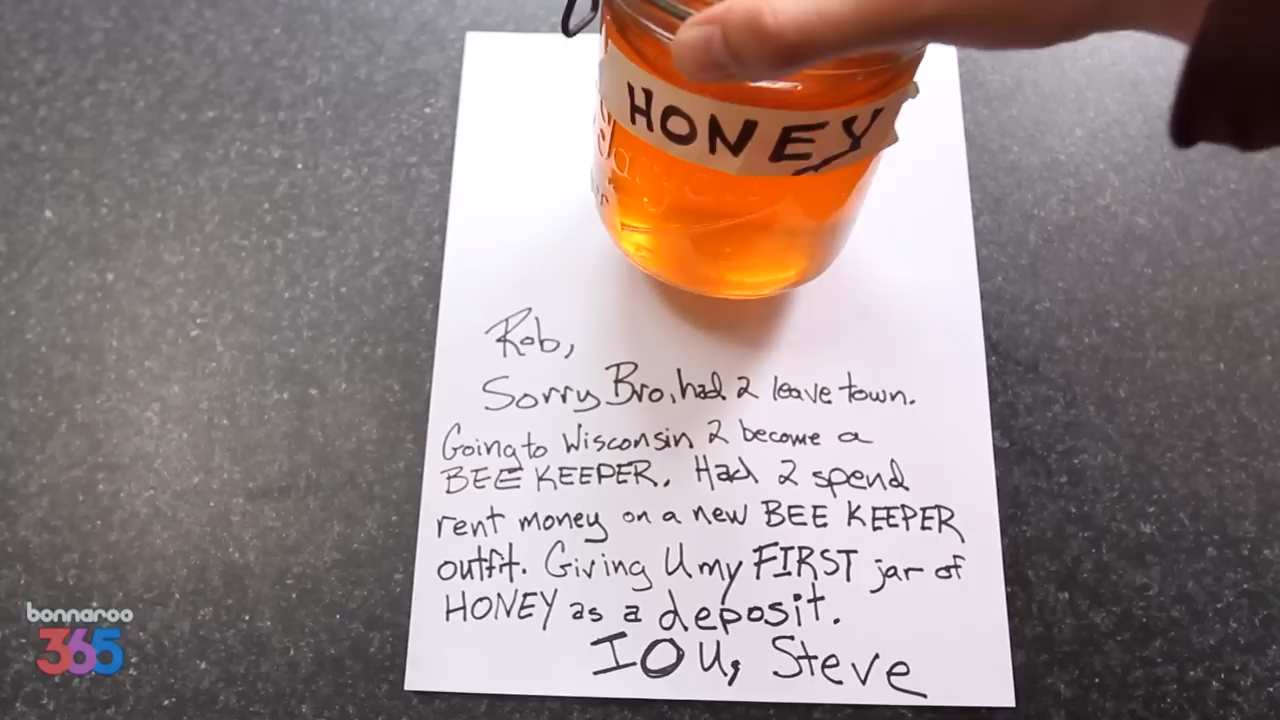 HONEY
Rob,
Sorry Bro, had 2 leave town.
Going to Wisconsin 2 become a
BEE KEEPER. Had 2 spend
rent money on a new BEE KEEPER
outfit. Giving U my FIRST jar of
HONEY as a deposit.
IOU, Steve
bonnaroo
365